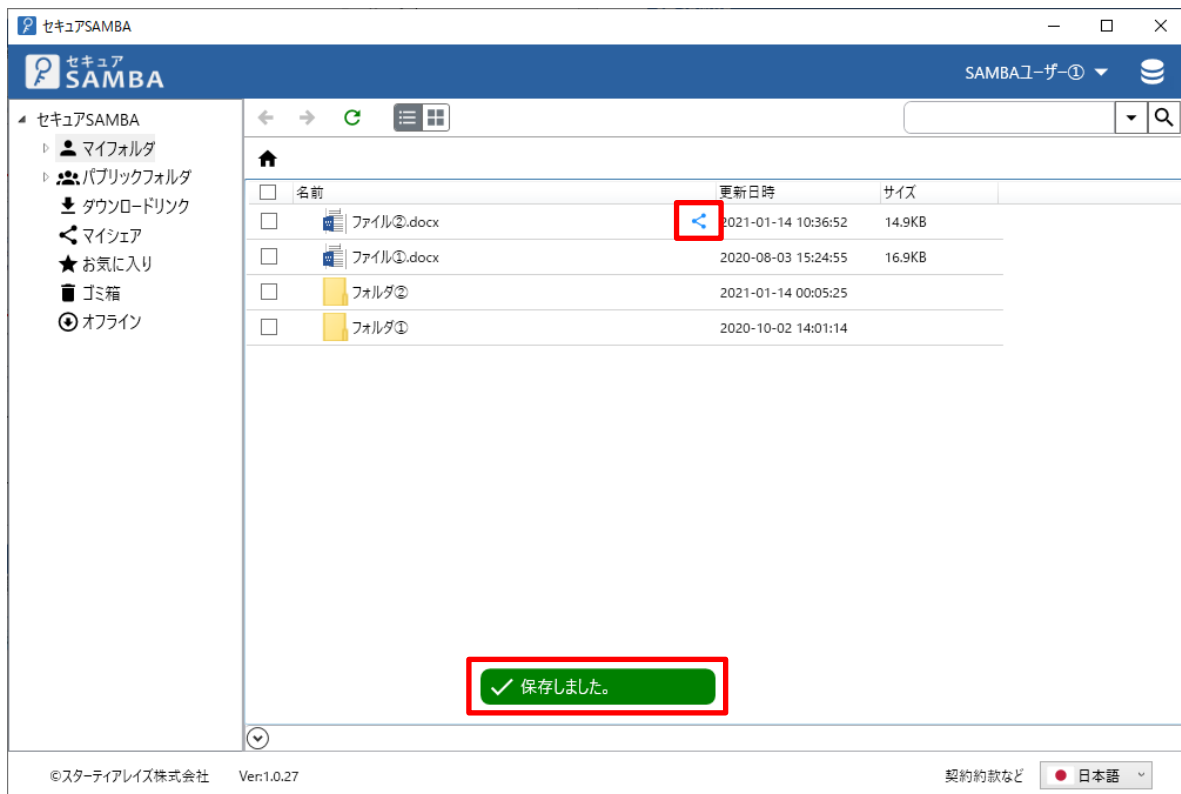 セキュアSAMBA
セキュア
SAMBA
SAMBAユーザー①
セキュアSAMBA
マイフォルダ
パブリックフォルダ
ダウンロードリンク
マイシェア
お気に入り
ゴミ箱
オフライン
名前 更新日時 サイズ
ファイル②.docx 2021-01-14 10:36:52 14.9KB
ファイル①.docx 2020-08-03 15:24:55 16.9KB
フォルダ② 2021-01-14 00:05:25
フォルダ① 2020-10-02 14:01:14
保存しました。
©スターティアレイズ株式会社 Ver:1.0.27 契約約款など 日本語